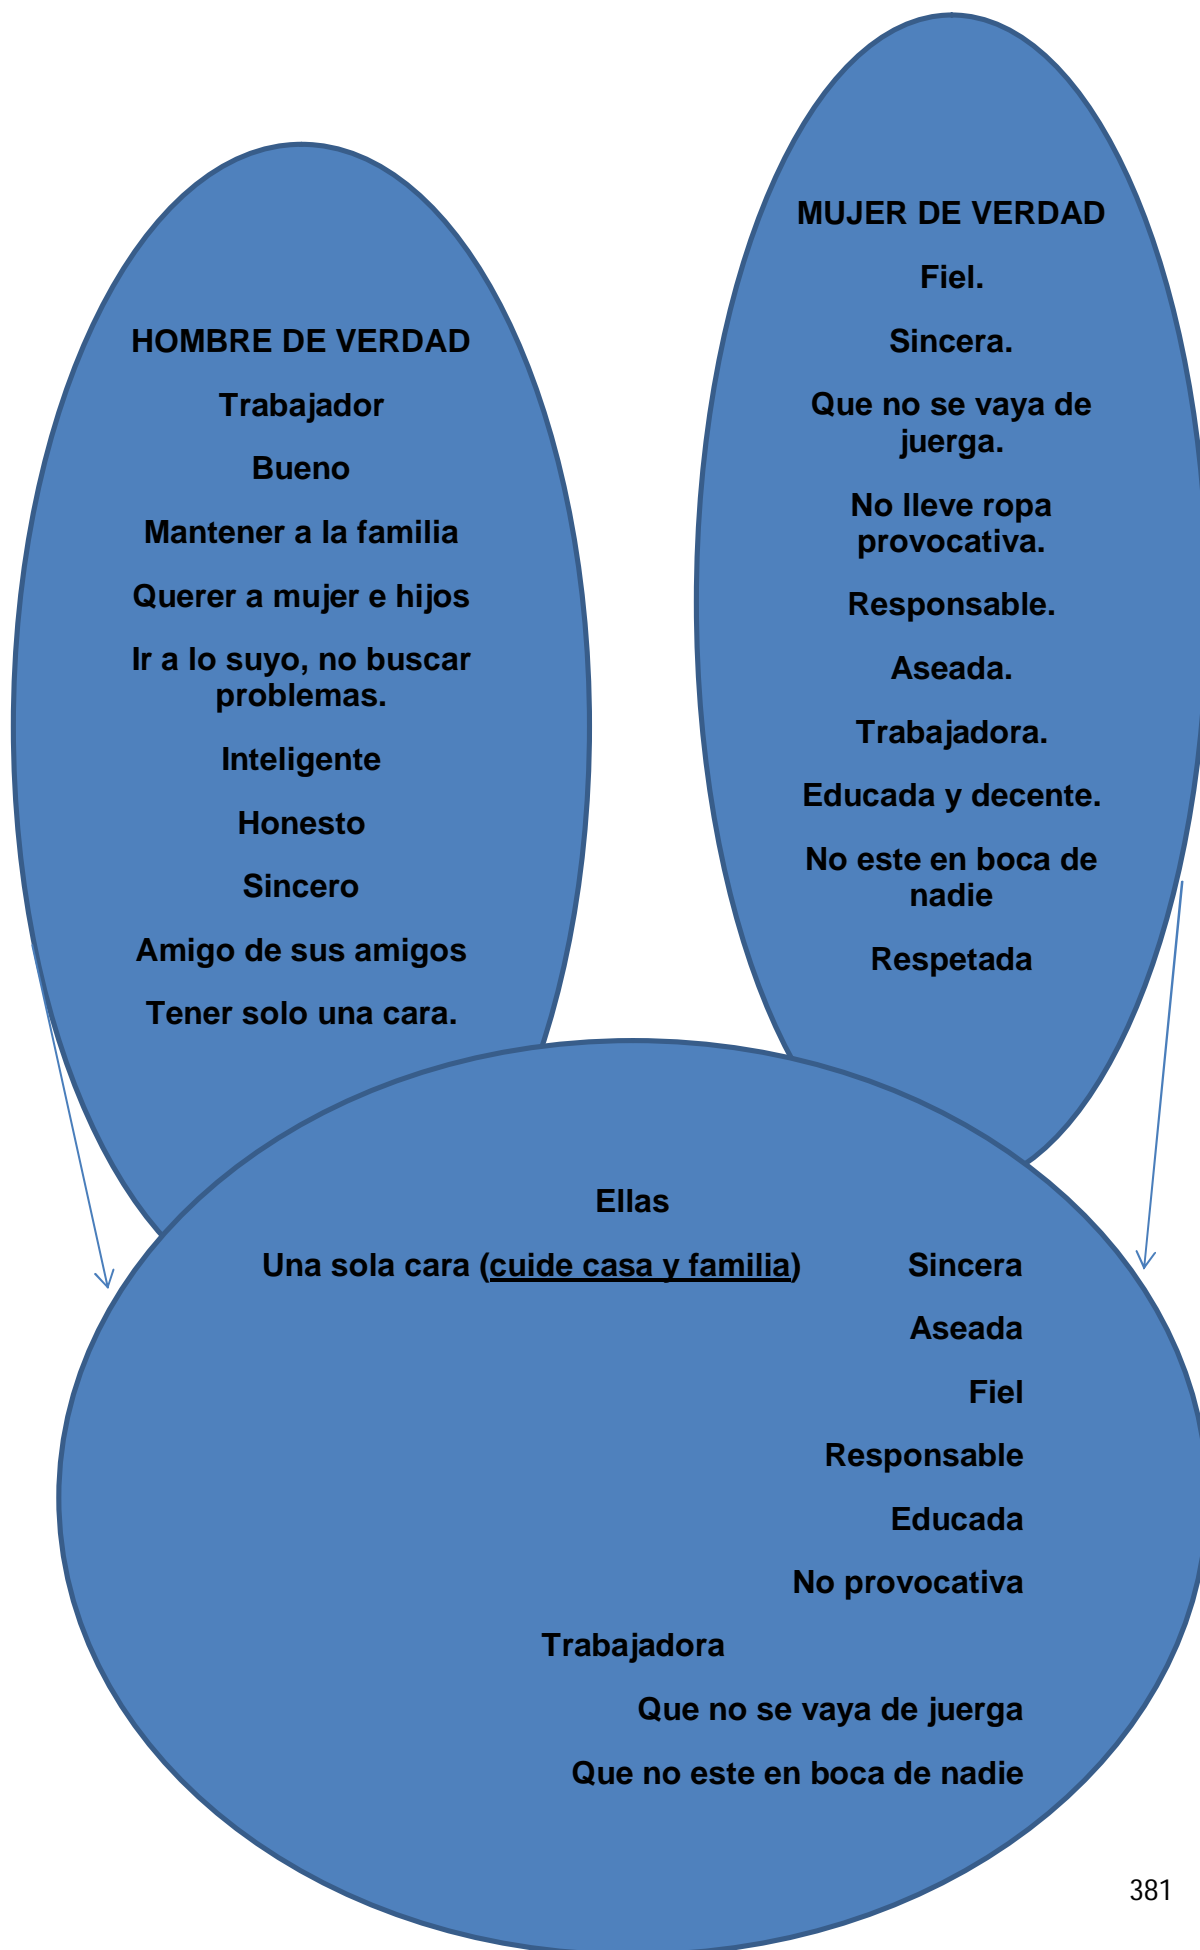 HOMBRE DE VERDAD
Trabajador
Bueno
Mantener a la familia
Querer a mujer e hijos
Ir a lo suyo, no buscar
problemas.
Inteligente
Honesto
Sincero
Amigo de sus amigos
Tener solo una cara.
MUJER DE VERDAD
Fiel.
Sincera.
Que no se vaya de
juerga.
No lleve ropa
provocativa.
Responsable.
Aseada.
Trabajadora.
Educada y decente.
No este en boca de
nadie
Respetada
Ellas
Una sola cara (cuide casa y familia) Sincera
Aseada
Fiel
Responsable
Educada
No provocativa
Trabajadora
Que no se vaya de juerga
Que no este en boca de nadie
381